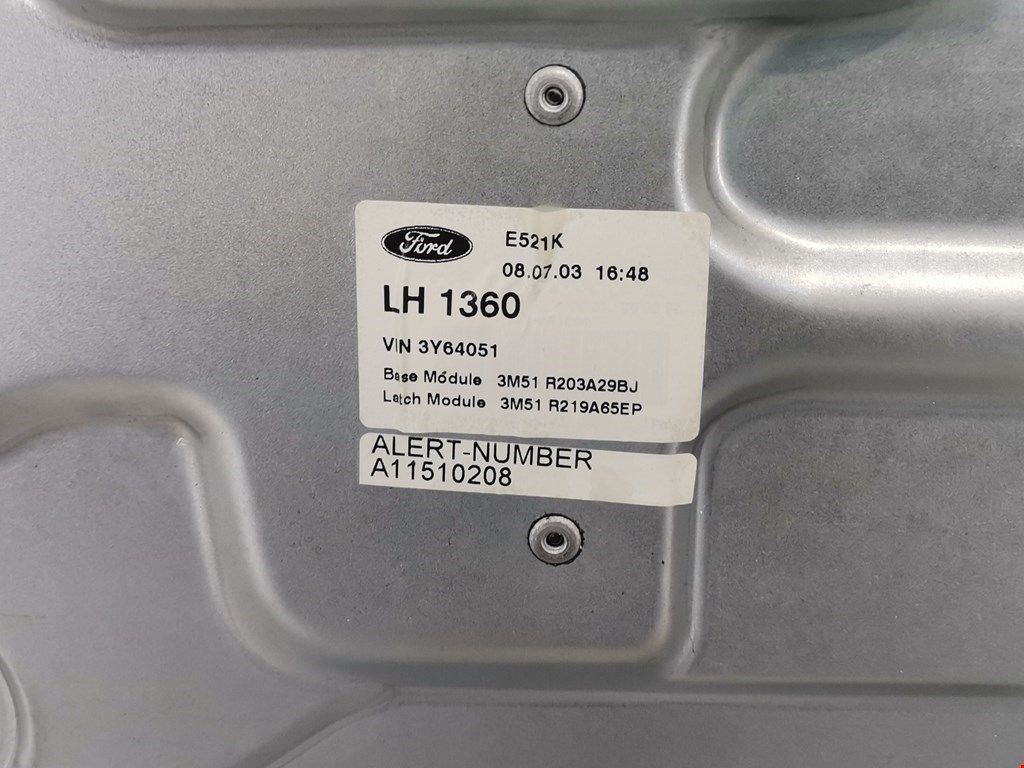 Ford
E521K
08.07.03 16:48
LH 1360
VIN 3Y64051
Base Module 3M51 R203A29BJ
Latch Module 3M51 R219A65EP
ALERT-NUMBER
A11510208